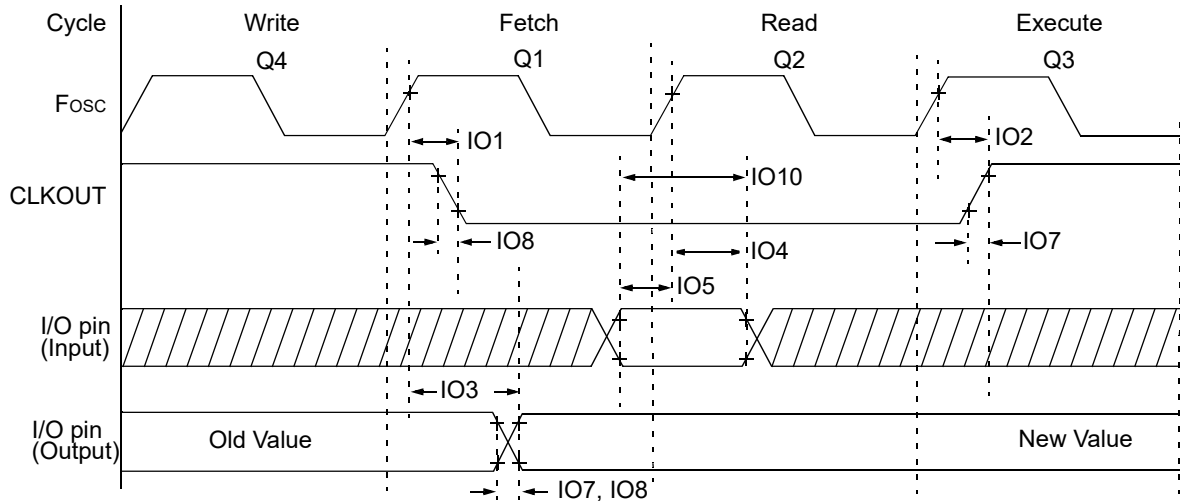 Cycle Write Fetch Read Execute
Q4 Q1 Q2 Q3
FOSC
IO1 IO2
CLKOUT
IO10
IO8 IO4 IO7
IO5
I/O pin
(Input)
IO3
I/O pin
(Output)
Old Value New Value
IO7, IO8